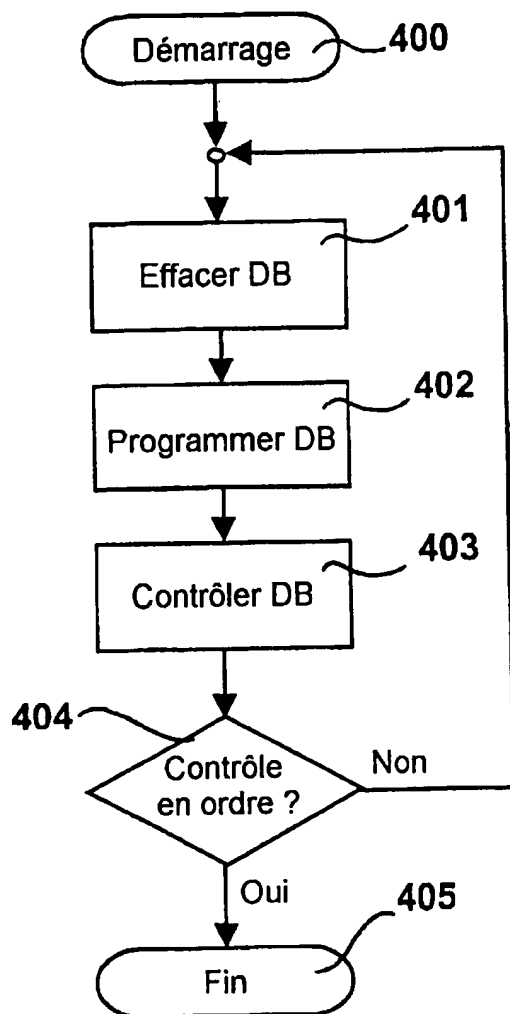 Démarrage
400
401
Effacer DB
402
Programmer DB
403
Contrôler DB
404
Contrôle
en ordre ?
Non
Oui
405
Fin